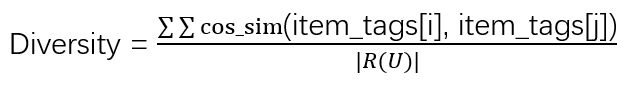 Diversity = ∑ ∑ cos_sim(item_tags[i], item_tags[j]) / |R(U)|